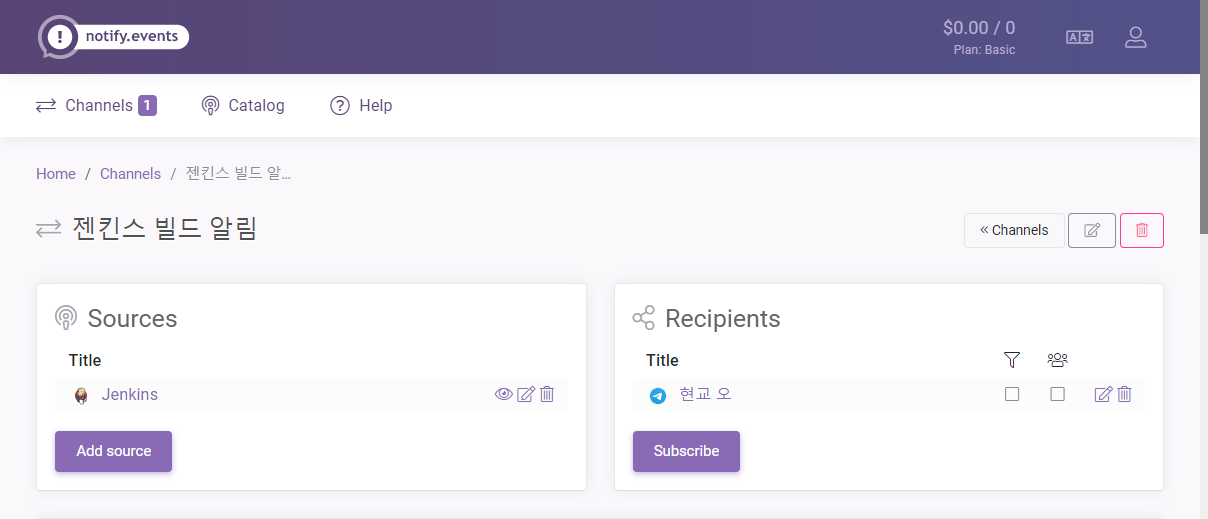 notify.events
$0.00 / 0
Plan: Basic
Channels 1
Catalog
Help
Home / Channels / 젠킨스 빌드 알...
젠킨스 빌드 알림
« Channels
Sources
Title
Jenkins
Add source
Recipients
Title
현교 오
Subscribe